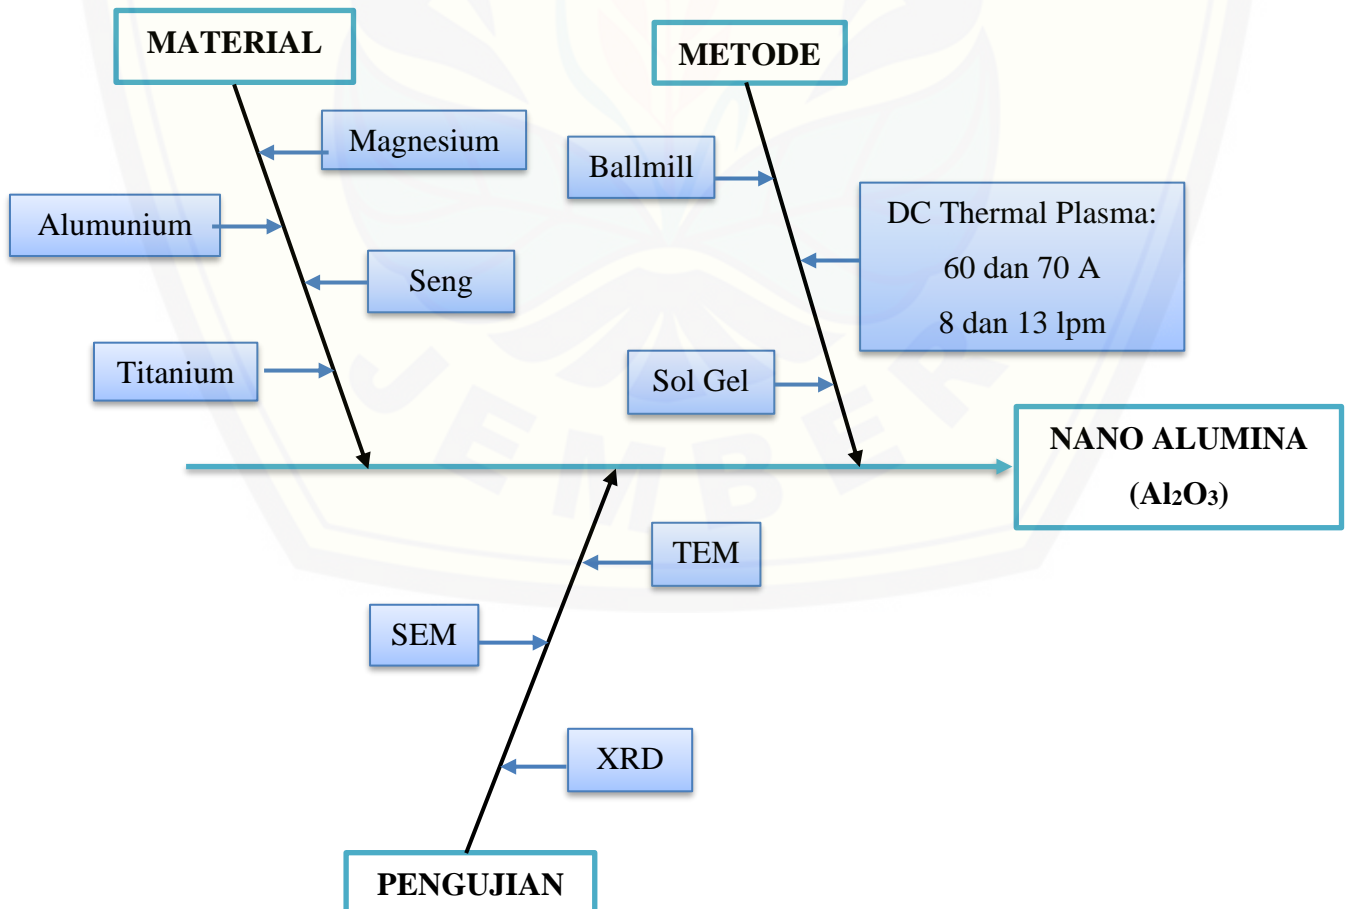 MATERIAL
METODE
Magnesium
Ballmill
Alumunium
DC Thermal Plasma:
60 dan 70 A
8 dan 13 lpm
Seng
Titanium
Sol Gel
NANO ALUMINA
(Al₂O₃)
TEM
SEM
XRD
PENGUJIAN
JEMBER